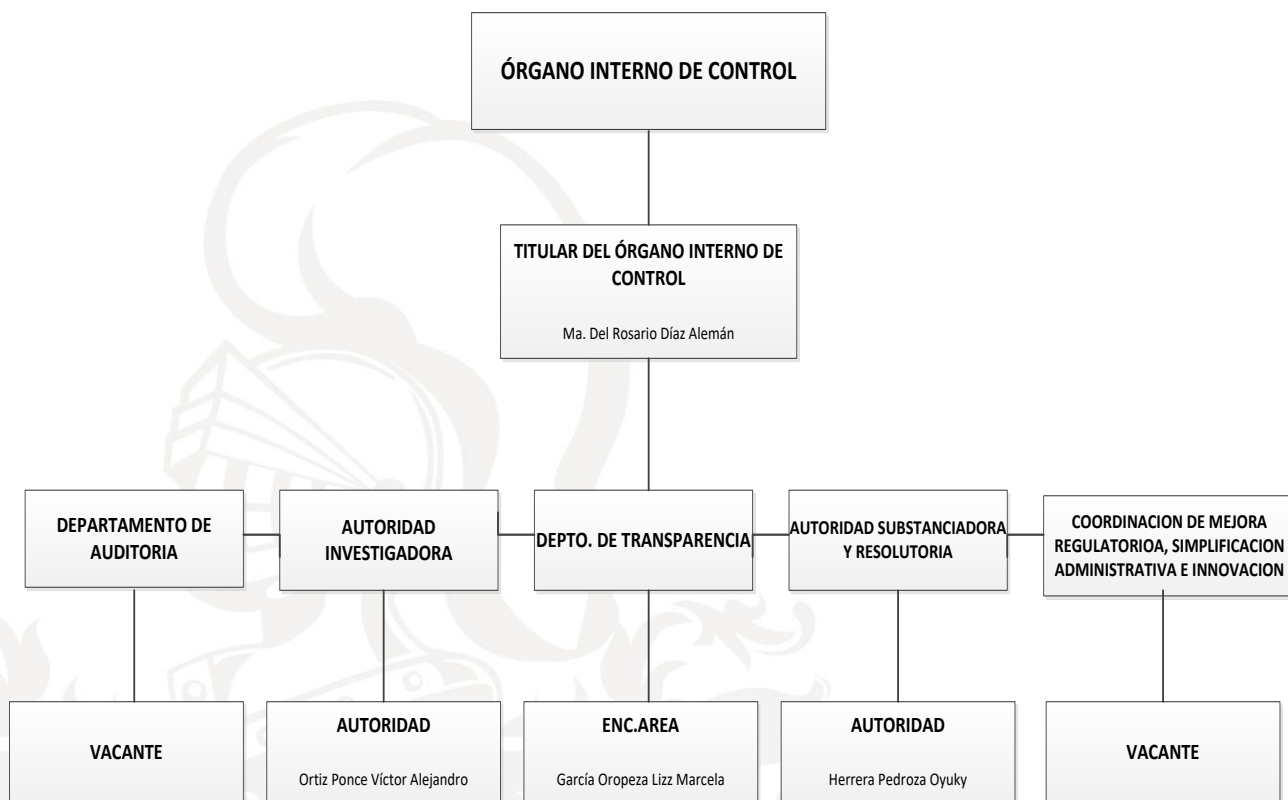 ÓRGANO INTERNO DE CONTROL
TITULAR DEL ÓRGANO INTERNO DE
CONTROL
Ma. Del Rosario Díaz Alemán
DEPARTAMENTO DE
AUDITORIA
AUTORIDAD
INVESTIGADORA
DEPTO. DE TRANSPARENCIA
AUTORIDAD SUBSTANCIADORA
Y RESOLUTORIA
COORDINACION DE MEJORA
REGULATORIOA, SIMPLIFICACION
ADMINISTRATIVA E INNOVACION
VACANTE
AUTORIDAD
Ortiz Ponce Víctor Alejandro
ENC.AREA
García Oropeza Lizz Marcela
AUTORIDAD
Herrera Pedroza Oyuky
VACANTE